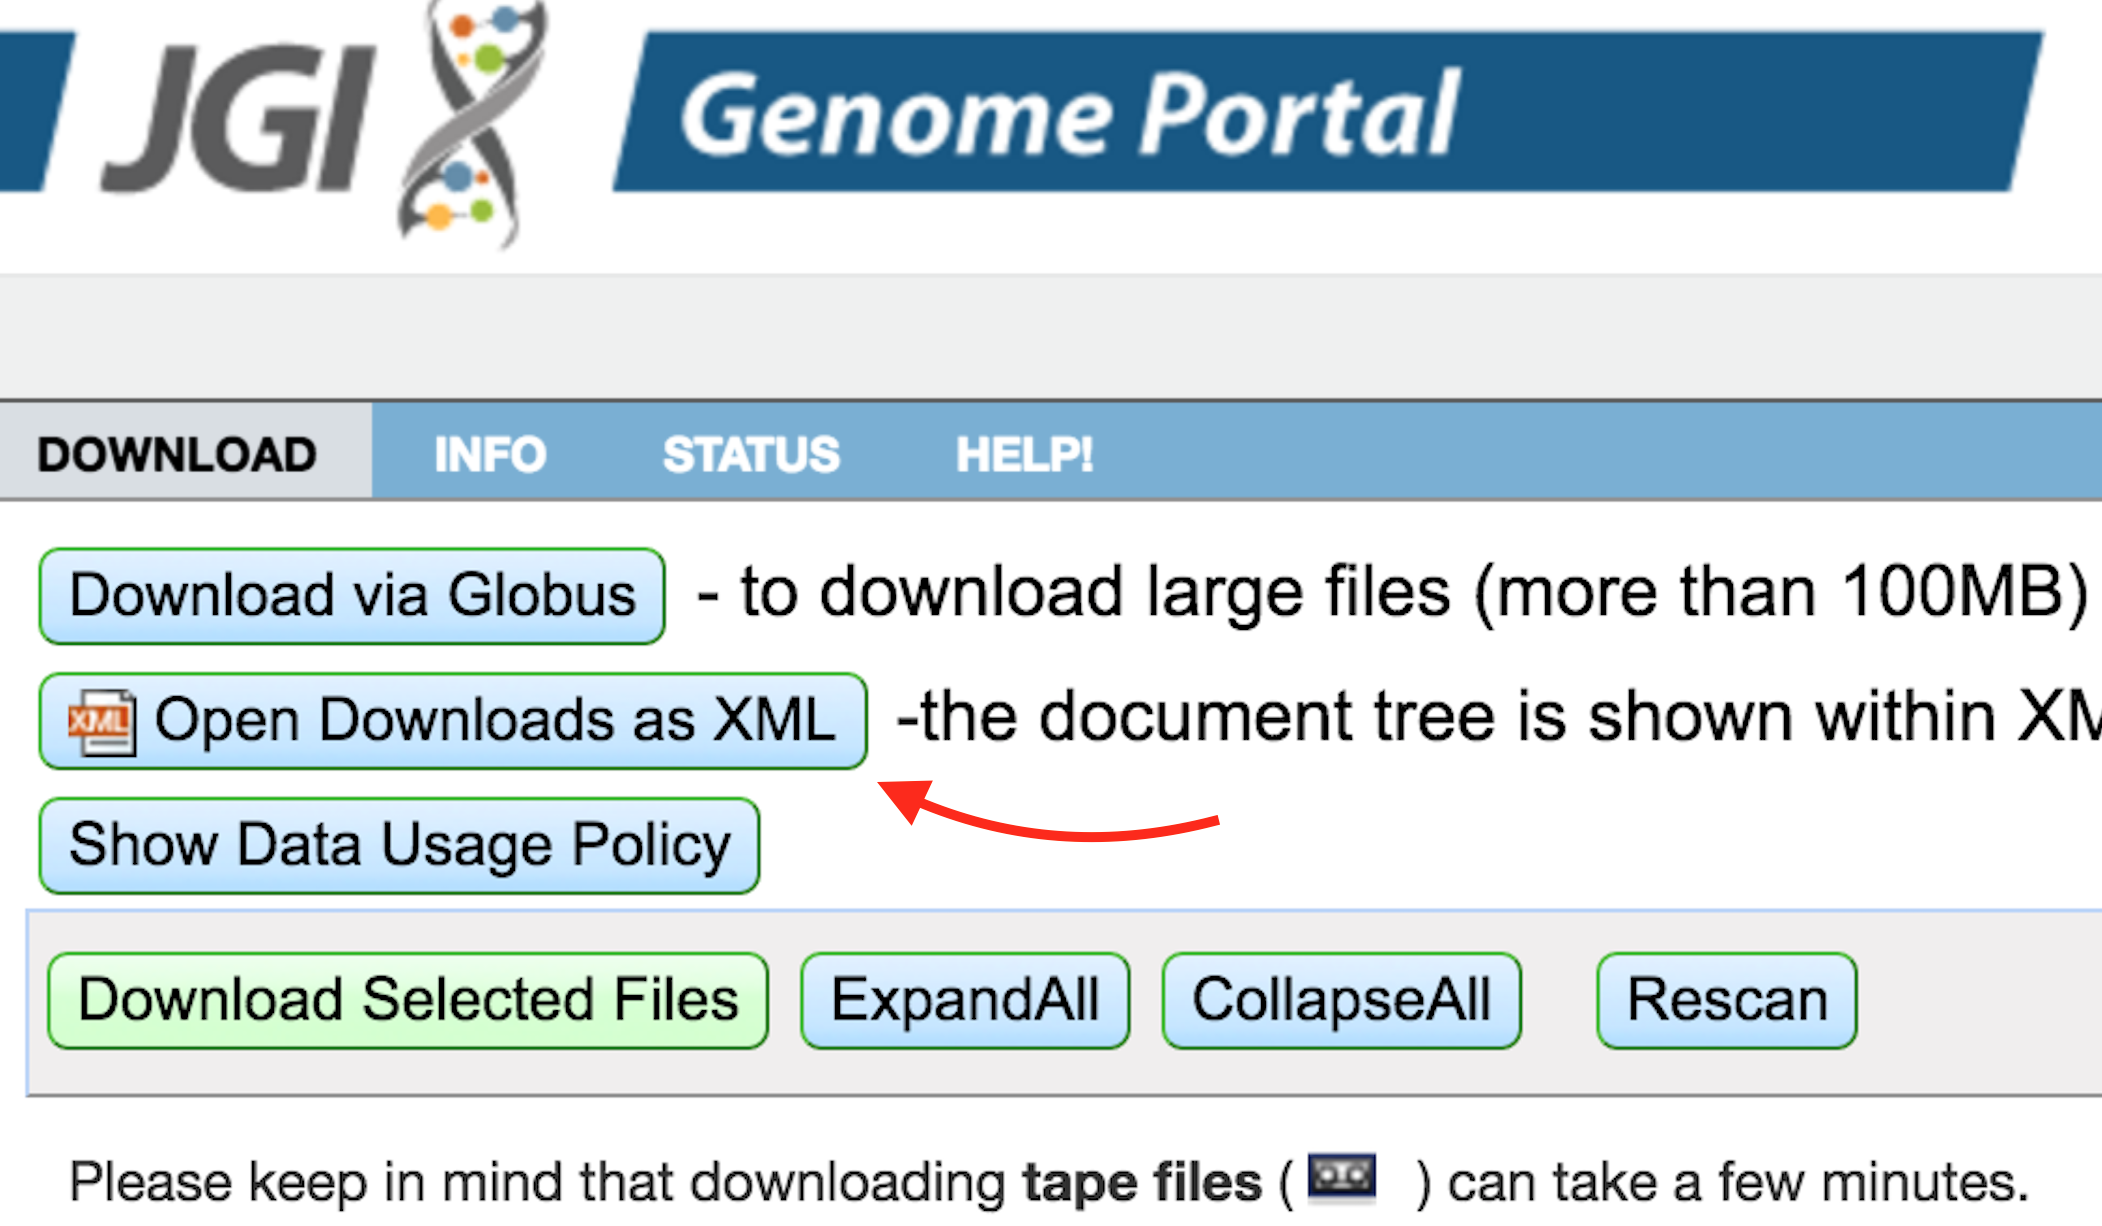 JGI Genome Portal
DOWNLOAD INFO STATUS HELP!
Download via Globus - to download large files (more than 100MB)
XML Open Downloads as XML -the document tree is shown within XM
Show Data Usage Policy
Download Selected Files ExpandAll CollapseAll Rescan
Please keep in mind that downloading tape files ( ) can take a few minutes.